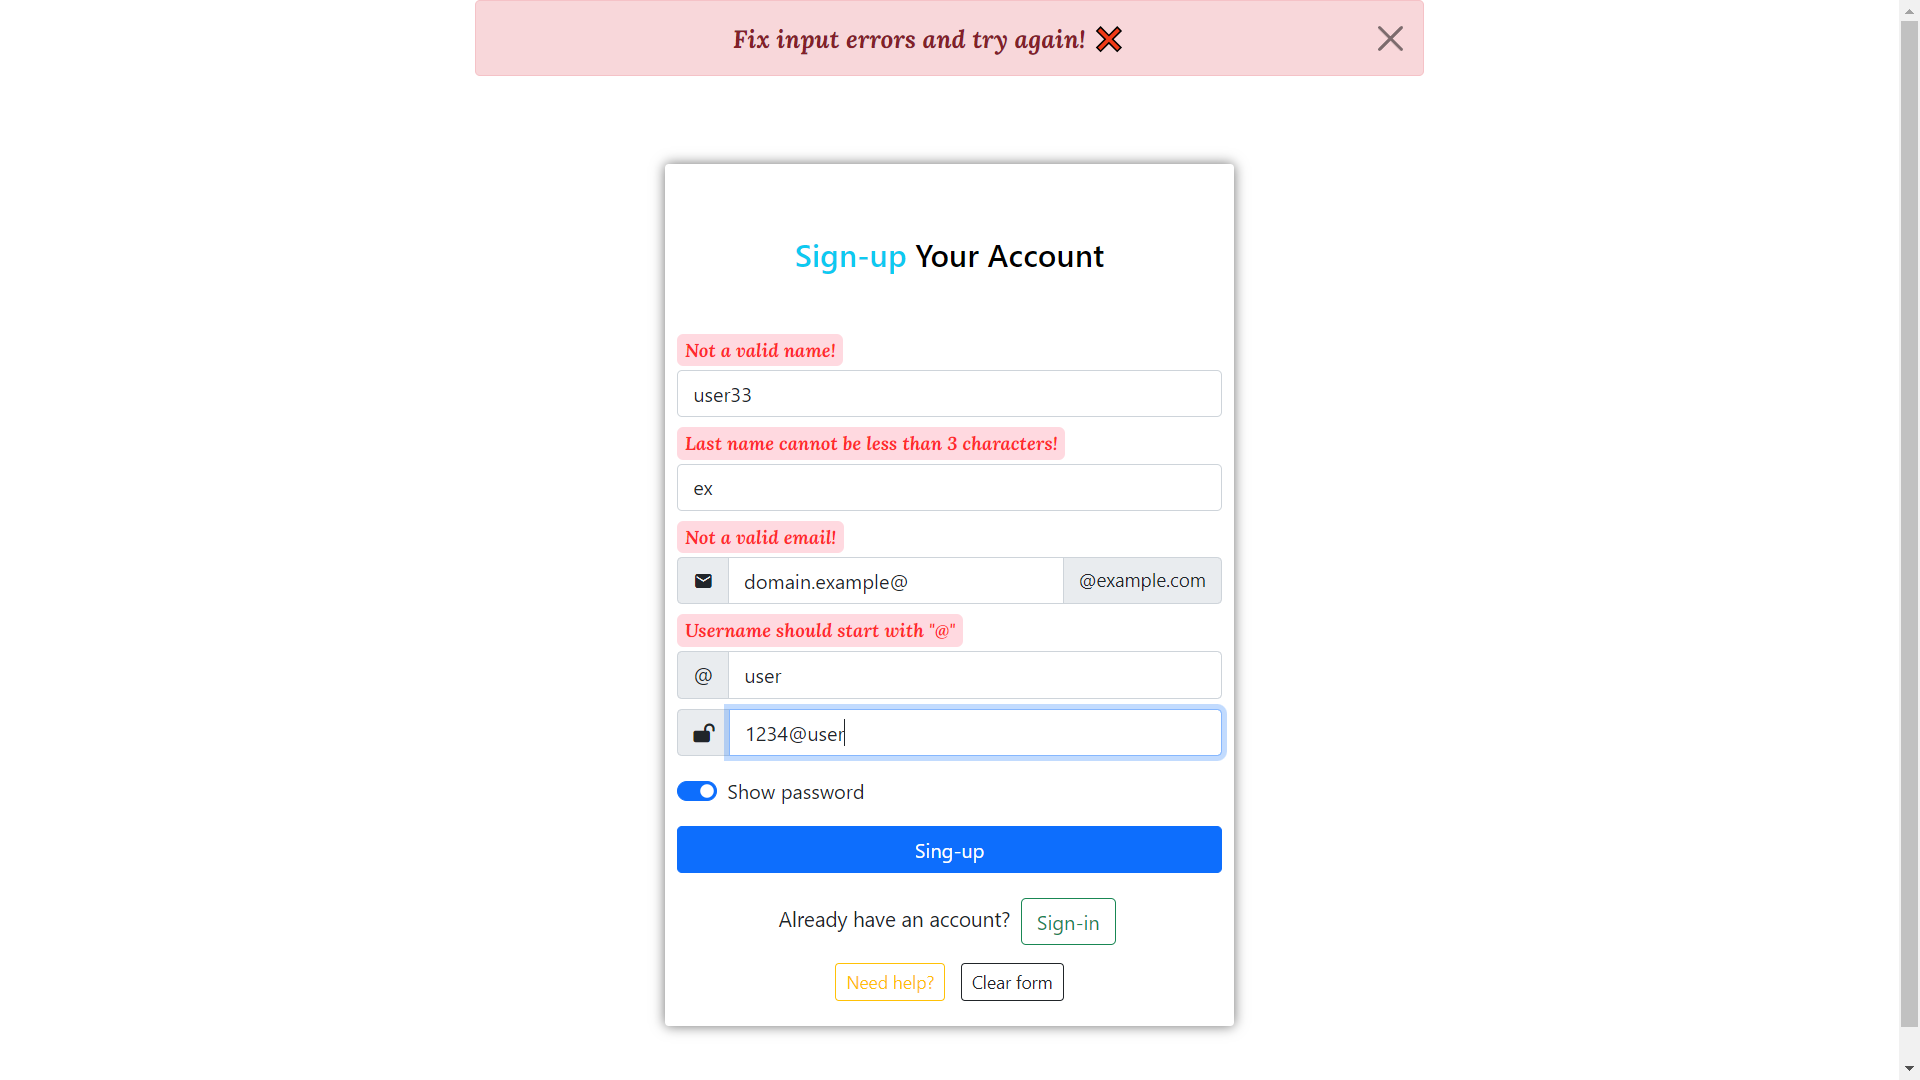 Fix input errors and try again! ❌
Sign-up Your Account
Not a valid name!
user33
Last name cannot be less than 3 characters!
ex
Not a valid email!
domain.example@ @example.com
Username should start with "@"
@ user
1234@user
Show password
Sing-up
Already have an account? Sign-in
Need help? Clear form